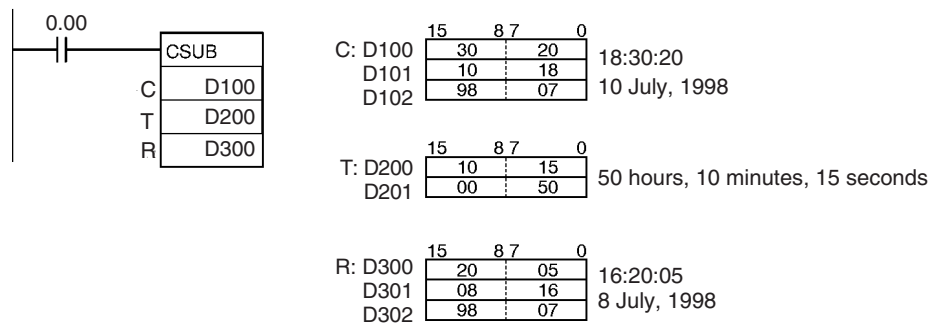 0.00
CSUB
C D100
T D200
R D300
15 8 7 0
C: D100 30 20 18:30:20
D101 10 18
D102 98 07 10 July, 1998
15 8 7 0
T: D200 10 15
D201 00 50 50 hours, 10 minutes, 15 seconds
15 8 7 0
R: D300 20 05 16:20:05
D301 08 16
D302 98 07 8 July, 1998